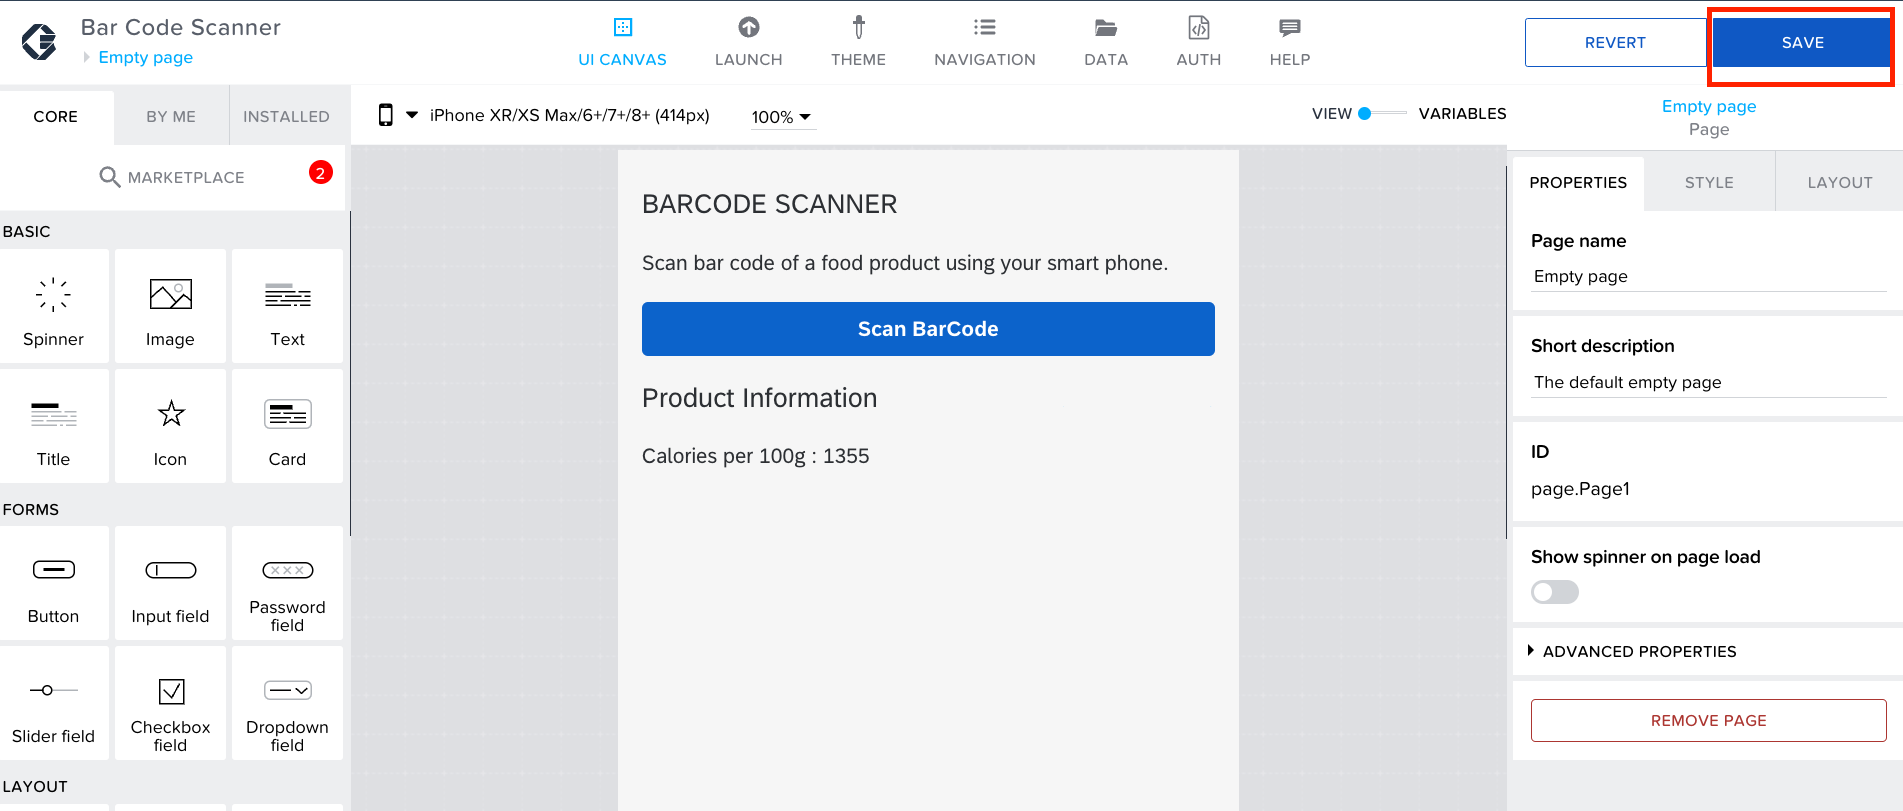 Bar Code Scanner
Empty page
UI CANVAS
LAUNCH
THEME
NAVIGATION
DATA
AUTH
HELP
REVERT
SAVE
CORE
BY ME
INSTALLED
iPhone XR/XS Max/6+/7+/8+ (414px)
100%
VIEW
VARIABLES
Empty page
Page
MARKETPLACE
2
PROPERTIES
STYLE
LAYOUT
BASIC
Spinner
Image
Text
Title
Icon
Card
FORMS
Button
Input field
Password
field
Slider field
Checkbox
field
Dropdown
field
LAYOUT
BARCODE SCANNER
Scan bar code of a food product using your smart phone.
Scan BarCode
Product Information
Calories per 100g : 1355
Page name
Empty page
Short description
The default empty page
ID
page.Page1
Show spinner on page load
ADVANCED PROPERTIES
REMOVE PAGE